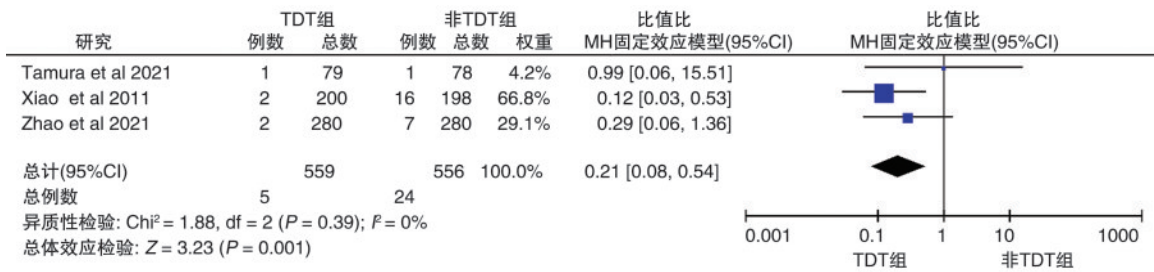 TDT组 非TDT组 比值比 比值比
研究 例数 总数 例数 总数 权重 MH固定效应模型(95%CI) MH固定效应模型(95%CI)
Tamura et al 2021 1 79 1 78 4.2% 0.99 [0.06, 15.51]
Xiao et al 2011 2 200 16 198 66.8% 0.12 [0.03, 0.53]
Zhao et al 2021 2 280 7 280 29.1% 0.29 [0.06, 1.36]
总计(95%CI) 559 556 100.0% 0.21 [0.08, 0.54]
总例数 5 24
异质性检验: Chi² = 1.88, df = 2 (P = 0.39); I² = 0%
总体效应检验: Z = 3.23 (P = 0.001)
0.001 0.1 1 10 1000
TDT组 非TDT组